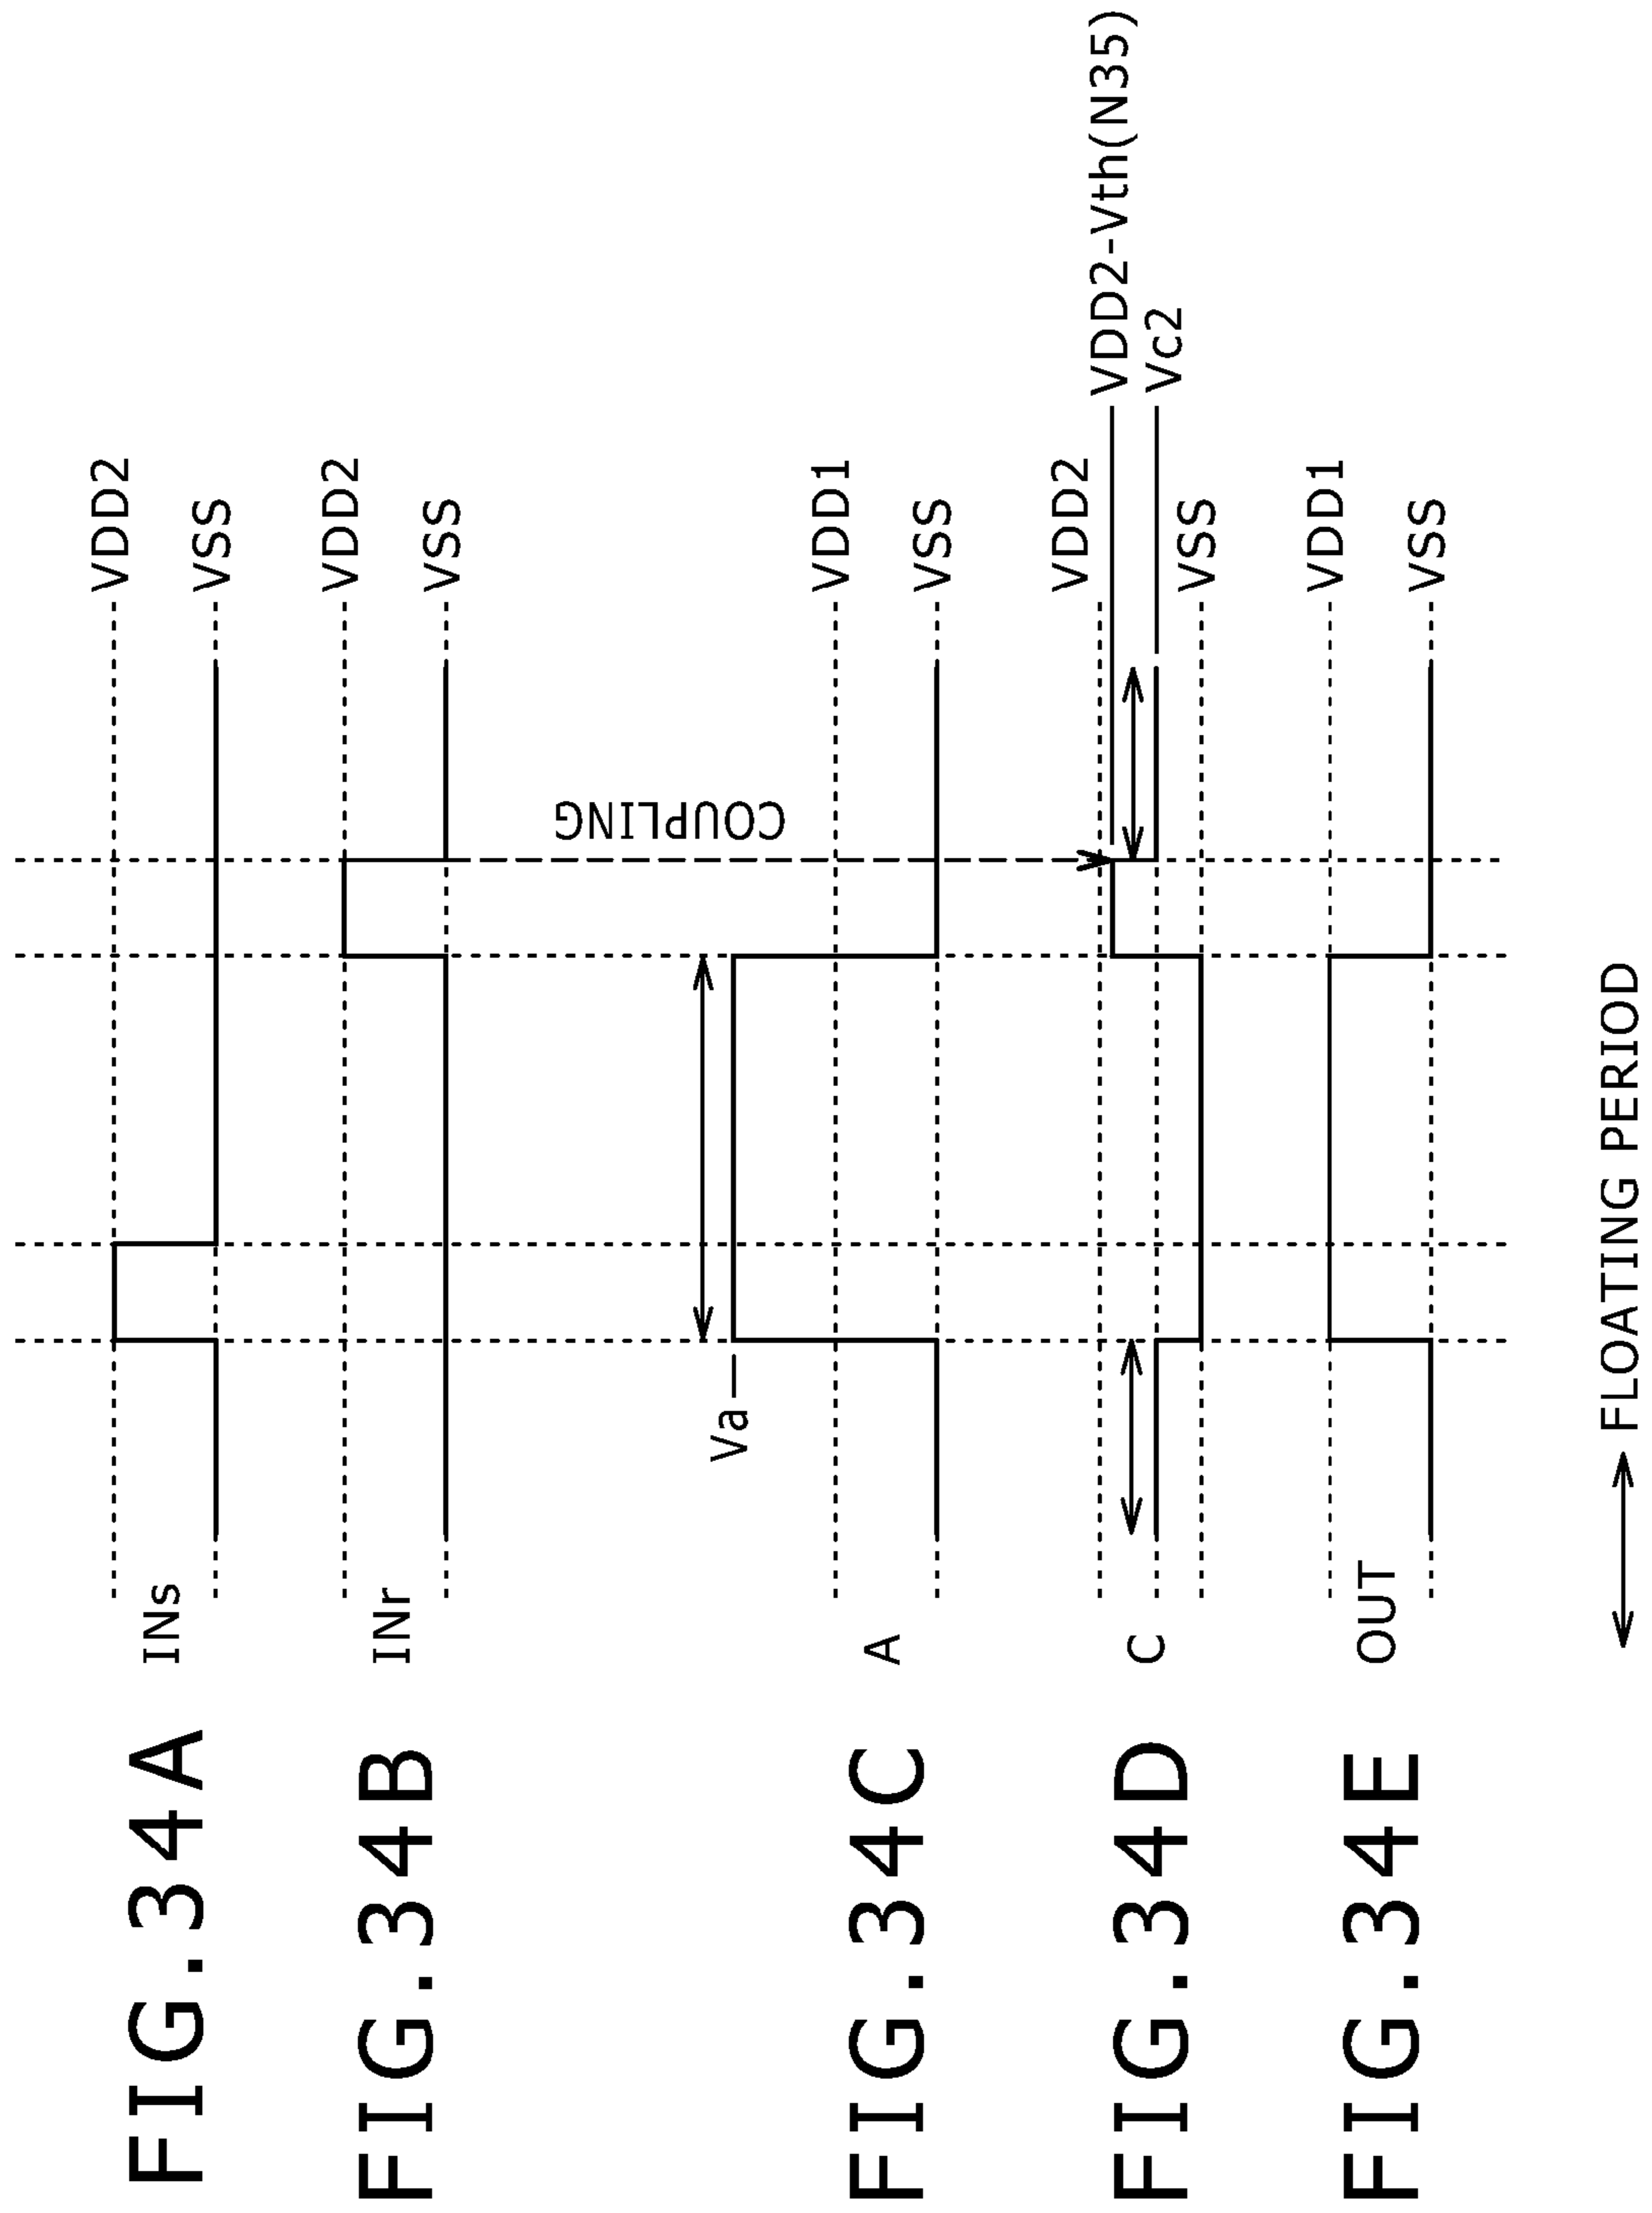 FIG.34A
INs
VDD2
VSS
FIG.34B
INr
VDD2
VSS
COUPLING
FIG.34C
A
Va
VDD1
VSS
FIG.34D
C
VDD2
VDD2-Vth(N35)
Vc2
VSS
FIG.34E
OUT
VDD1
VSS
FLOATING PERIOD